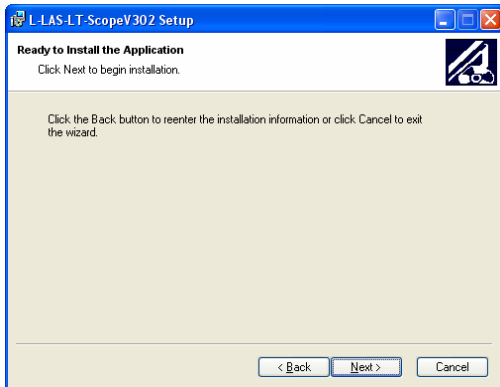 L-LAS-LT-ScopeV302 Setup
Ready to Install the Application
Click Next to begin installation.
Click the Back button to reenter the installation information or click Cancel to exit
the wizard.
< Back Next > Cancel